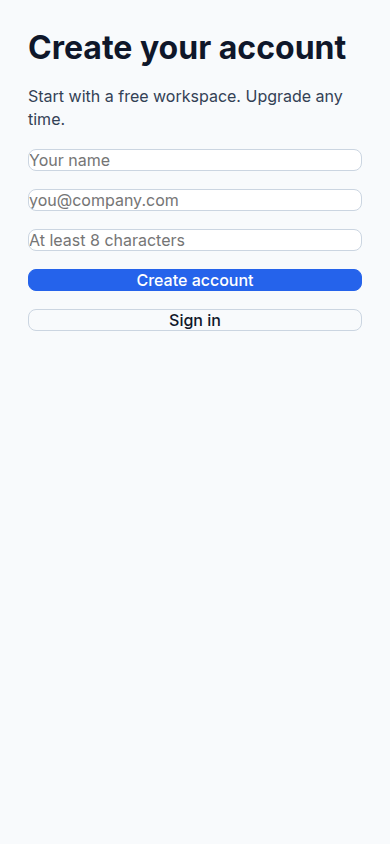 Create your account
Start with a free workspace. Upgrade any
time.
Your name
you@company.com
At least 8 characters
Create account
Sign in